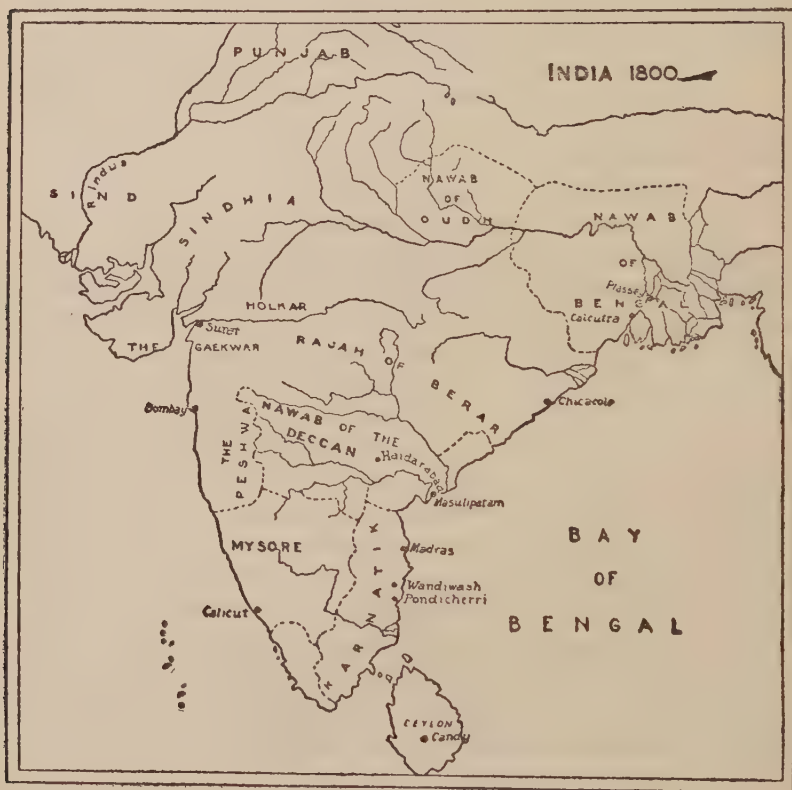 PUNJAB
INDIA 1800
R Indus
SIND
SINDHIA
NAWAB
OF
OUDH
NAWAB
OF
BENGAL
Plassey
Calcutta
HOLKAR
Surat
THE GAEKWAR
RAJAH OF BERAR
Bombay
Chicacole
THE PESHWA
NAWAB OF THE
DECCAN
Haidarabad
Masulipatam
MYSORE
KARNATIK
Madras
Wandiwash
Pondicherri
Calicut
BAY
OF
BENGAL
CEYLON
Candy